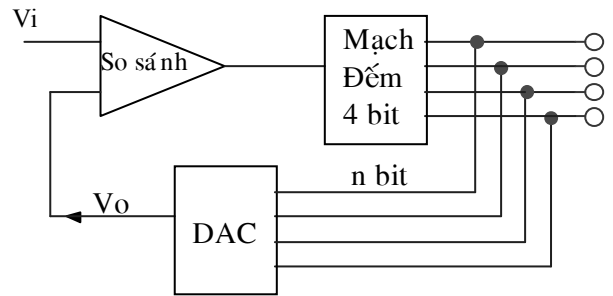 Vi
So sánh
Mạch
Đếm
4 bit
n bit
Vo
DAC